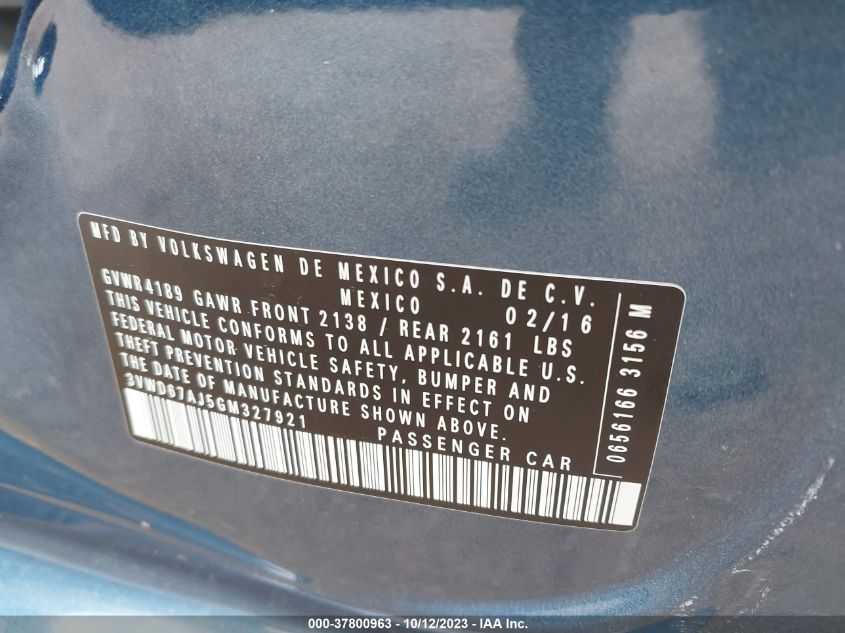 MFD BY VOLKSWAGEN DE MEXICO S.A. DE C.V.
MEXICO 02/16
GVWR4189 GAWR FRONT 2138 / REAR 2161 LBS
THIS VEHICLE CONFORMS TO ALL APPLICABLE U.S.
FEDERAL MOTOR VEHICLE SAFETY, BUMPER AND
THEFT PREVENTION STANDARDS IN EFFECT ON
THE DATE OF MANUFACTURE SHOWN ABOVE.
3VWD67AJ5GM327921 PASSENGER CAR
0656166 3156 M
000-37800963 - 10/12/2023 - IAA Inc.